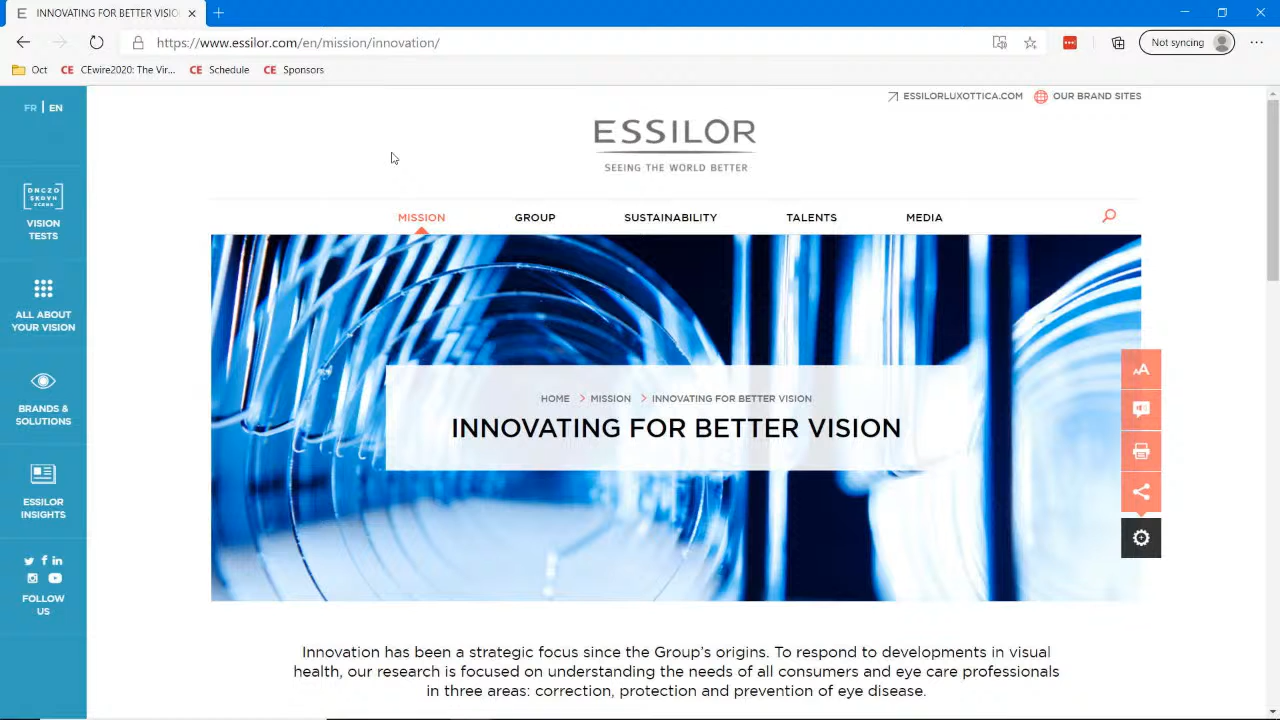 INNOVATING FOR BETTER VISIO
https://www.essilor.com/en/mission/innovation/
Not syncing
Oct
CEwire2020: The Vir...
Schedule
Sponsors
FR | EN
ESSILORLUXOTTICA.COM
OUR BRAND SITES
ESSILOR
SEEING THE WORLD BETTER
MISSION
GROUP
SUSTAINABILITY
TALENTS
MEDIA
DNCZO
SKOVH
VISION
TESTS
ALL ABOUT
YOUR VISION
BRANDS &
SOLUTIONS
ESSILOR
INSIGHTS
FOLLOW
US
HOME > MISSION > INNOVATING FOR BETTER VISION
INNOVATING FOR BETTER VISION
AA
Innovation has been a strategic focus since the Group's origins. To respond to developments in visual
health, our research is focused on understanding the needs of all consumers and eye care professionals
in three areas: correction, protection and prevention of eye disease.